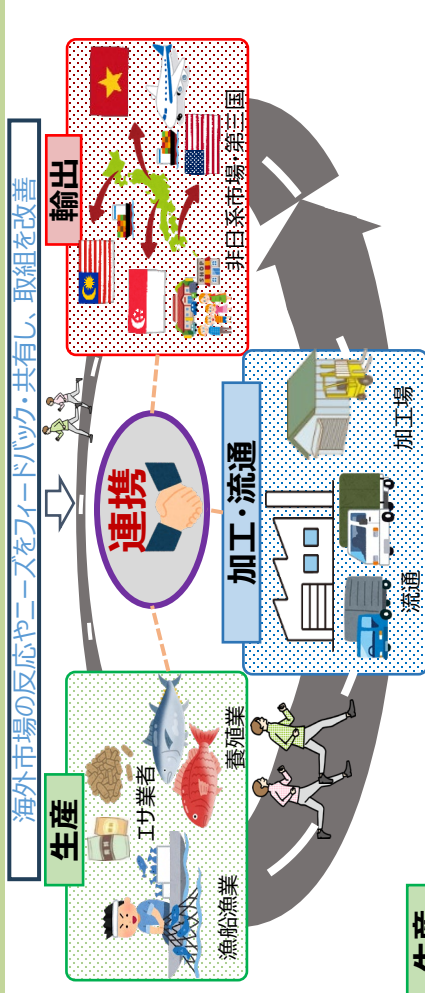 海外市場の反応やニーズをフィードバック・共有し、取組を改善
生産
エサ業者
漁船漁業
養殖業
連携
加工・流通
流通
加工場
輸出
SHOP
非日系市場・第三国
生産